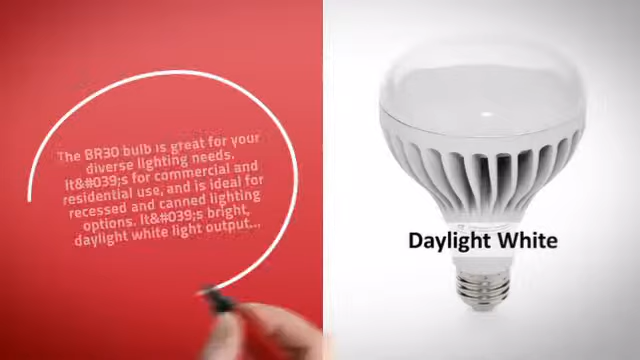 The BR30 bulb is great for your
diverse lighting needs.
It&#039;s for commercial and
residential use, and is ideal for
recessed and canned lighting
options. It&#039;s bright,
daylight white light output...
Daylight White